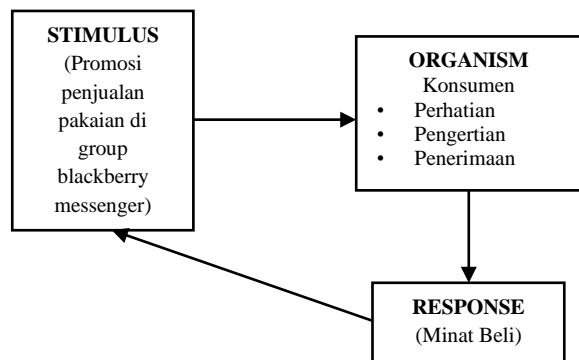 STIMULUS
(Promosi
penjualan
pakaian di
group
blackberry
messenger)
ORGANISM
Konsumen
• Perhatian
• Pengertian
• Penerimaan
RESPONSE
(Minat Beli)